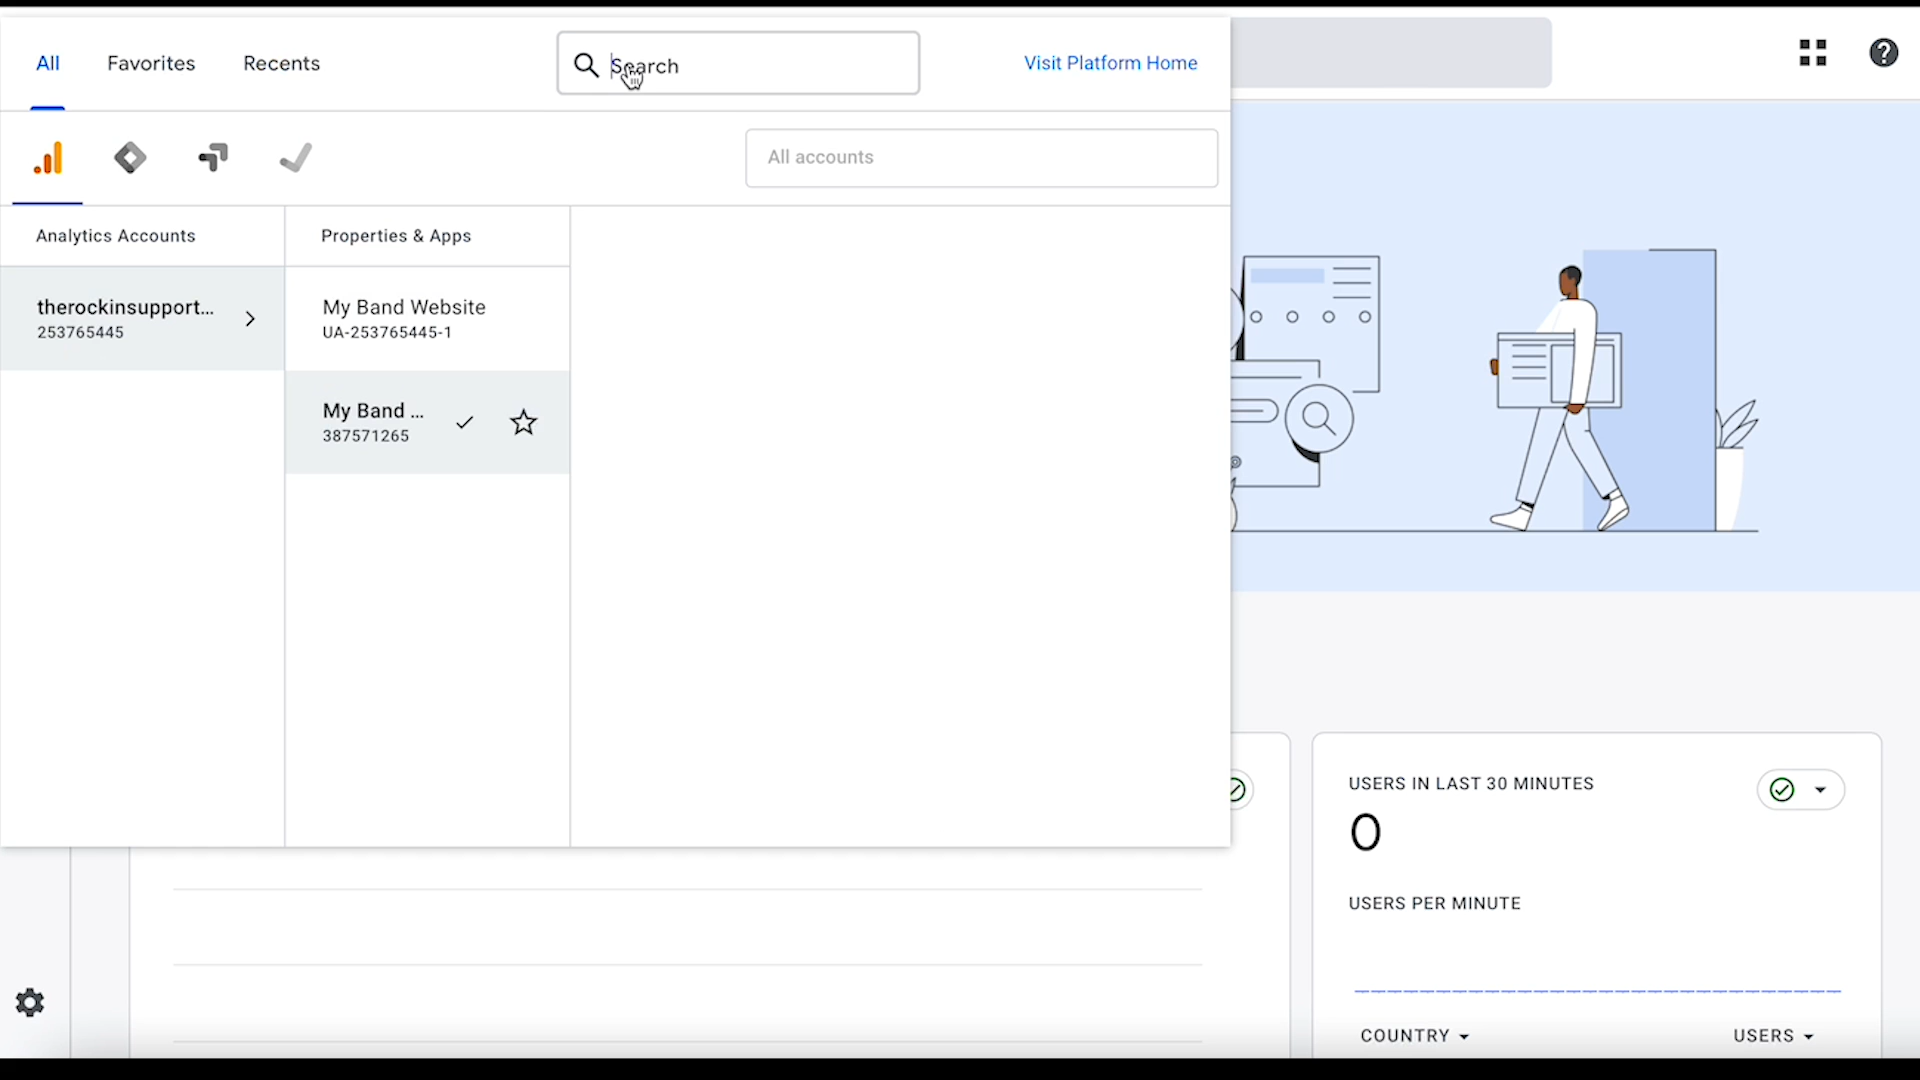 All Favorites Recents Search Visit Platform Home
All accounts
Analytics Accounts Properties & Apps
therockinsupport...
253765445
My Band Website
UA-253765445-1
My Band ...
387571265
USERS IN LAST 30 MINUTES
0
USERS PER MINUTE
COUNTRY USERS